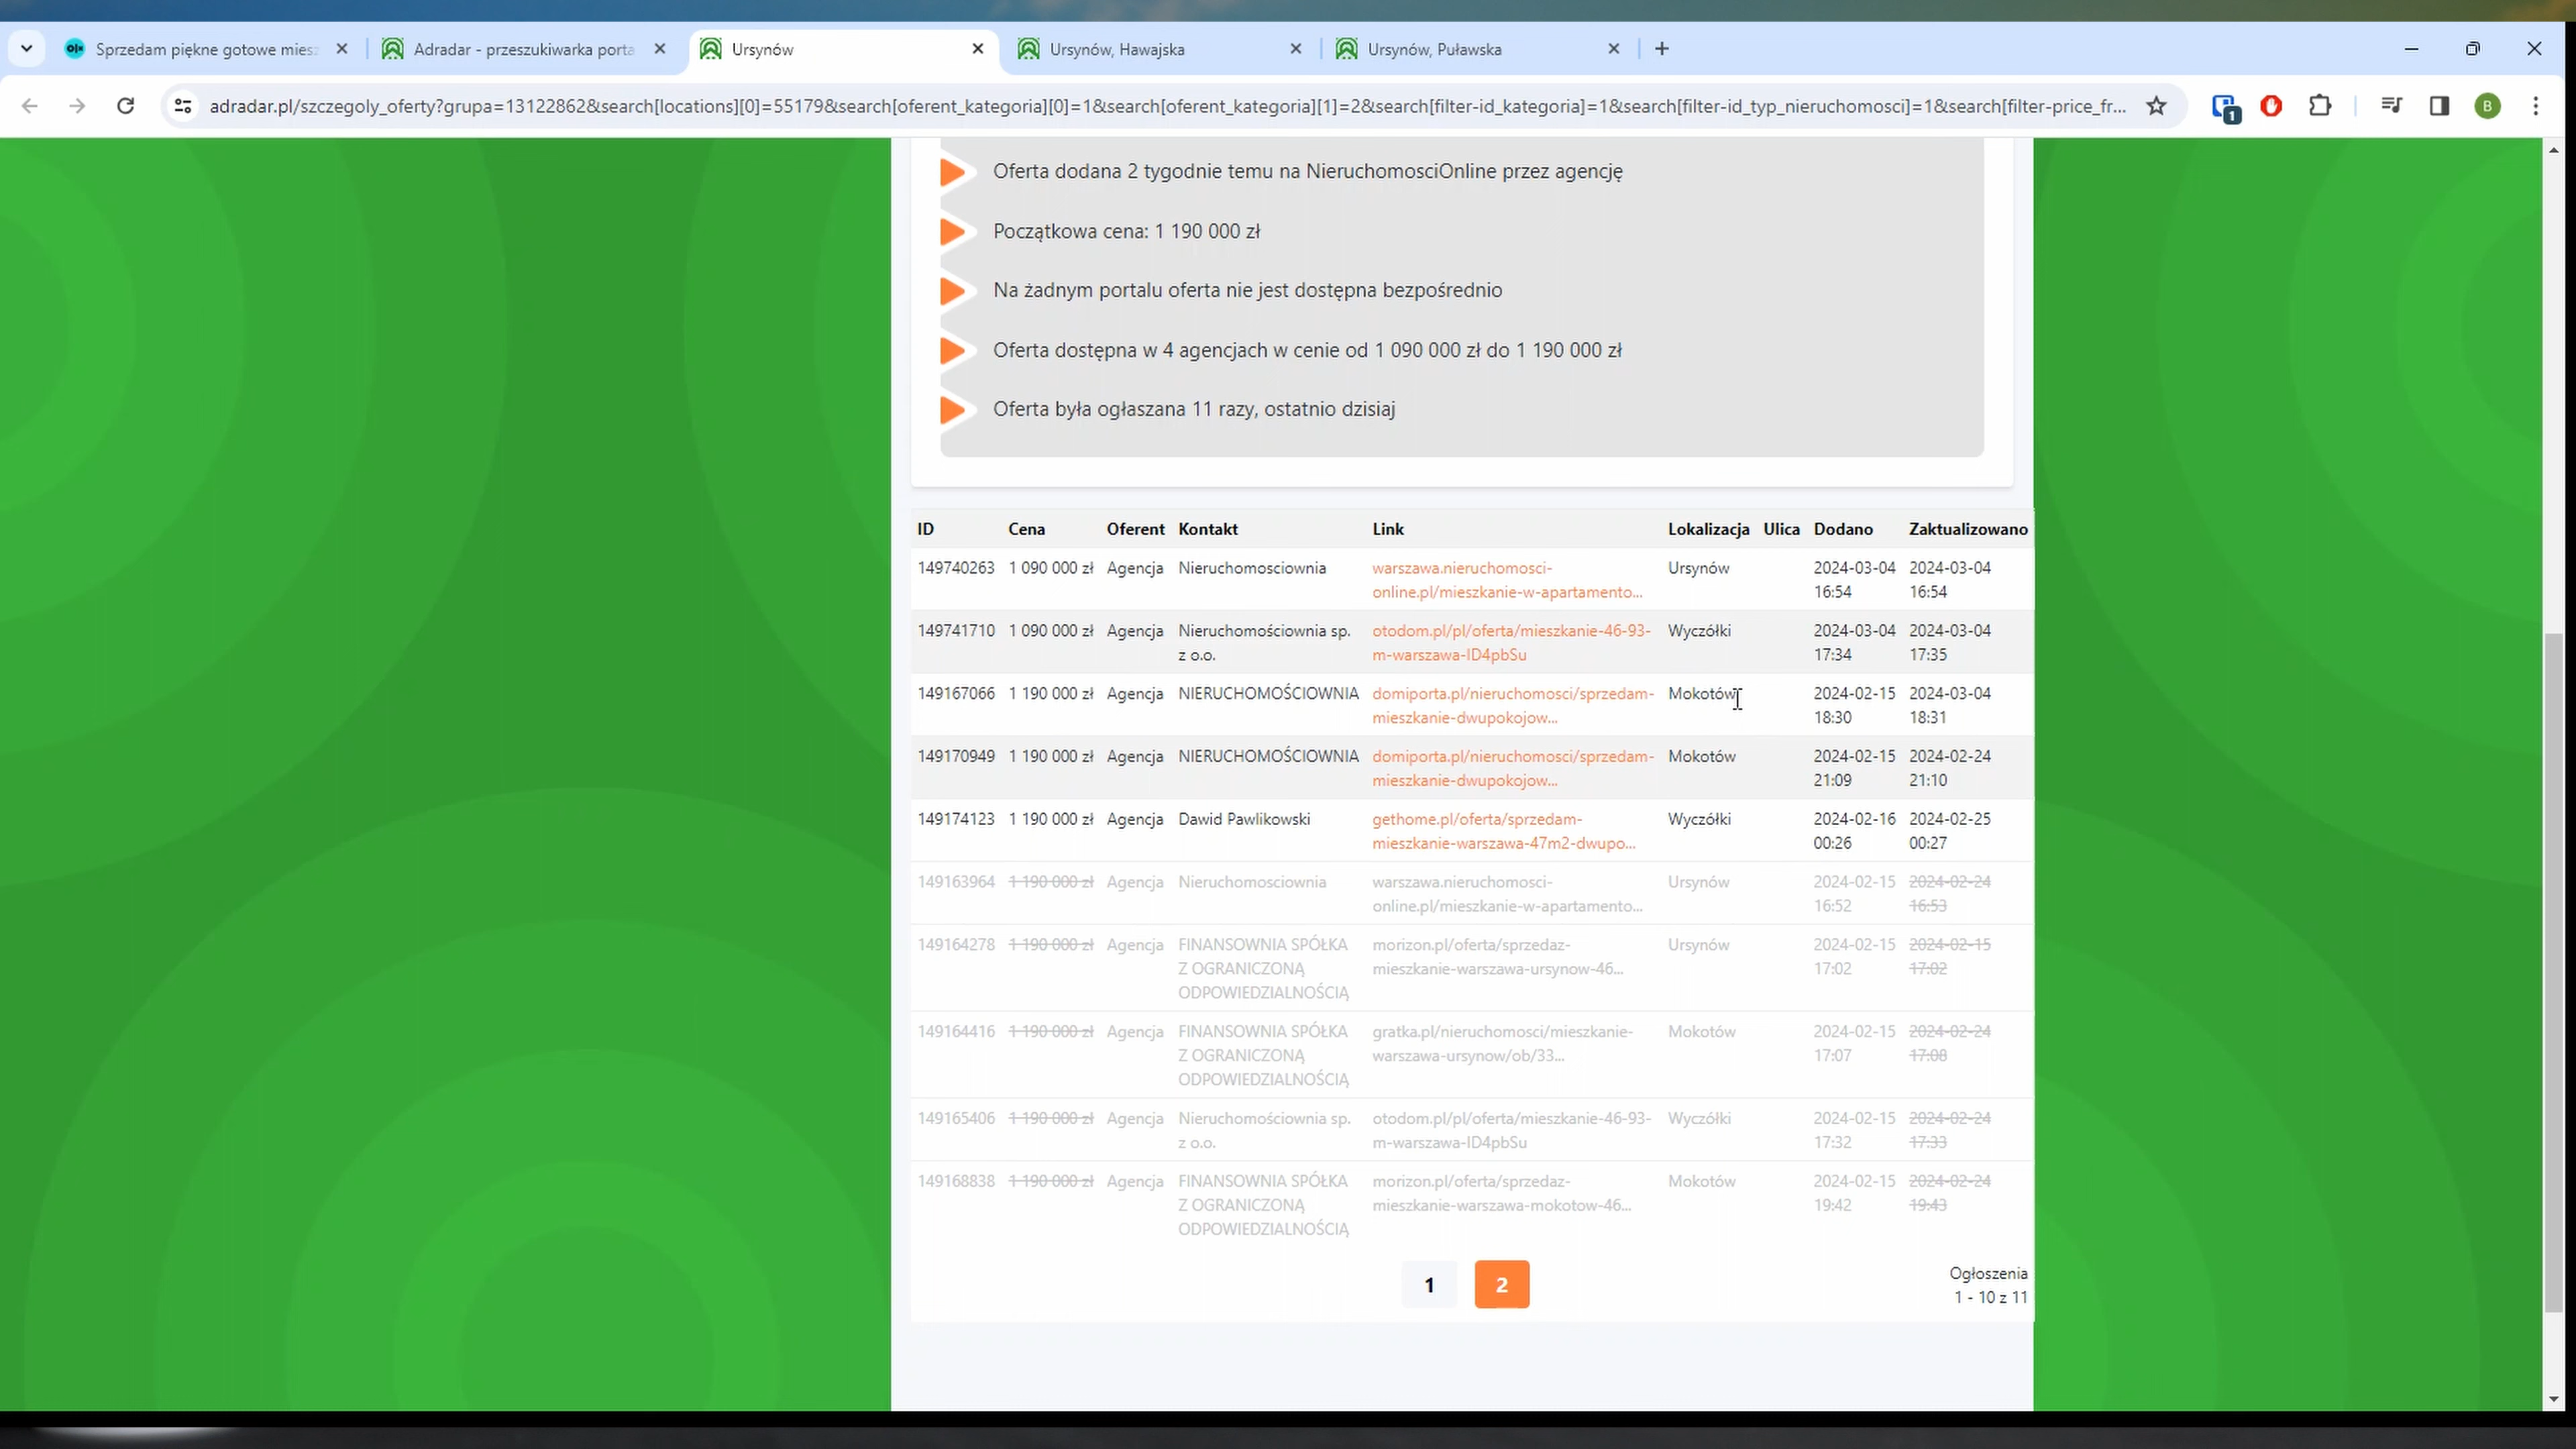 Sprzedam piękne gotowe miesz
Adradar - przeszukiwarka porta
Ursynów
Ursynów, Hawajska
Ursynów, Puławska
adradar.pl/szczegoly_oferty?grupa=13122862&search[locations][0]=55179&search[oferent_kategoria][0]=1&search[oferent_kategoria][1]=2&search[filter-id_kategoria]=1&search[filter-id_typ_nieruchomosci]=1&search[filter-price_fr...
1
B
Oferta dodana 2 tygodnie temu na NieruchomosciOnline przez agencję
Początkowa cena: 1 190 000 zł
Na żadnym portalu oferta nie jest dostępna bezpośrednio
Oferta dostępna w 4 agencjach w cenie od 1 090 000 zł do 1 190 000 zł
Oferta była ogłaszana 11 razy, ostatnio dzisiaj
ID Cena Oferent Kontakt Link Lokalizacja Ulica Dodano Zaktualizowano
149740263 1 090 000 zł Agencja Nieruchomosciownia warszawa.nieruchomosci- Ursynów 2024-03-04 2024-03-04
online.pl/mieszkanie-w-apartamento... 16:54 16:54
149741710 1 090 000 zł Agencja Nieruchomościownia sp. otodom.pl/pl/oferta/mieszkanie-46-93- Wyczółki 2024-03-04 2024-03-04
z o.o. m-warszawa-ID4pbSu 17:34 17:35
149167066 1 190 000 zł Agencja NIERUCHOMOŚCIOWNIA domiporta.pl/nieruchomosci/sprzedam- Mokotów 2024-02-15 2024-03-04
mieszkanie-dwupokojow... 18:30 18:31
149170949 1 190 000 zł Agencja NIERUCHOMOŚCIOWNIA domiporta.pl/nieruchomosci/sprzedam- Mokotów 2024-02-15 2024-02-24
mieszkanie-dwupokojow... 21:09 21:10
149174123 1 190 000 zł Agencja Dawid Pawlikowski gethome.pl/oferta/sprzedam- Wyczółki 2024-02-16 2024-02-25
mieszkanie-warszawa-47m2-dwupo... 00:26 00:27
149163964 1 190 000 zł Agencja Nieruchomosciownia warszawa.nieruchomosci- Ursynów 2024-02-15 2024-02-24
online.pl/mieszkanie-w-apartamento... 16:52 16:53
149164278 1 190 000 zł Agencja FINANSOWNIA SPÓŁKA morizon.pl/oferta/sprzedaz- Ursynów 2024-02-15 2024-02-15
Z OGRANICZONĄ mieszkanie-warszawa-ursynow-46... 17:02 17:02
ODPOWIEDZIALNOŚCIĄ
149164416 1 190 000 zł Agencja FINANSOWNIA SPÓŁKA gratka.pl/nieruchomosci/mieszkanie- Mokotów 2024-02-15 2024-02-24
Z OGRANICZONĄ warszawa-ursynow/ob/33... 17:07 17:08
ODPOWIEDZIALNOŚCIĄ
149165406 1 190 000 zł Agencja Nieruchomościownia sp. otodom.pl/pl/oferta/mieszkanie-46-93- Wyczółki 2024-02-15 2024-02-24
z o.o. m-warszawa-ID4pbSu 17:32 17:33
149168838 1 190 000 zł Agencja FINANSOWNIA SPÓŁKA morizon.pl/oferta/sprzedaz- Mokotów 2024-02-15 2024-02-24
Z OGRANICZONĄ mieszkanie-warszawa-mokotow-46... 19:42 19:43
ODPOWIEDZIALNOŚCIĄ
1 2
Ogłoszenia
1 - 10 z 11